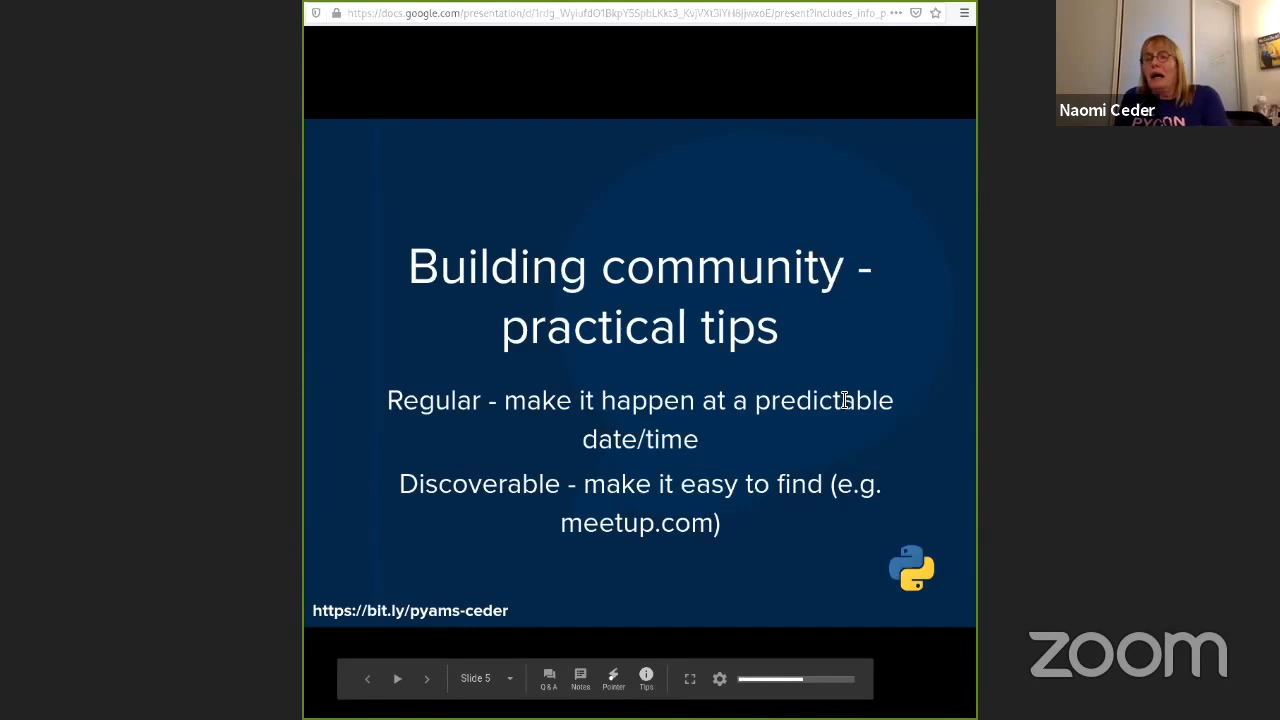 Naomi Ceder
PYCON
Building community -
practical tips
Regular - make it happen at a predictable
date/time
Discoverable - make it easy to find (e.g.
meetup.com)
https://bit.ly/pyams-ceder
Slide 5
Q & A
Notes
Pointer
Tips
zoom